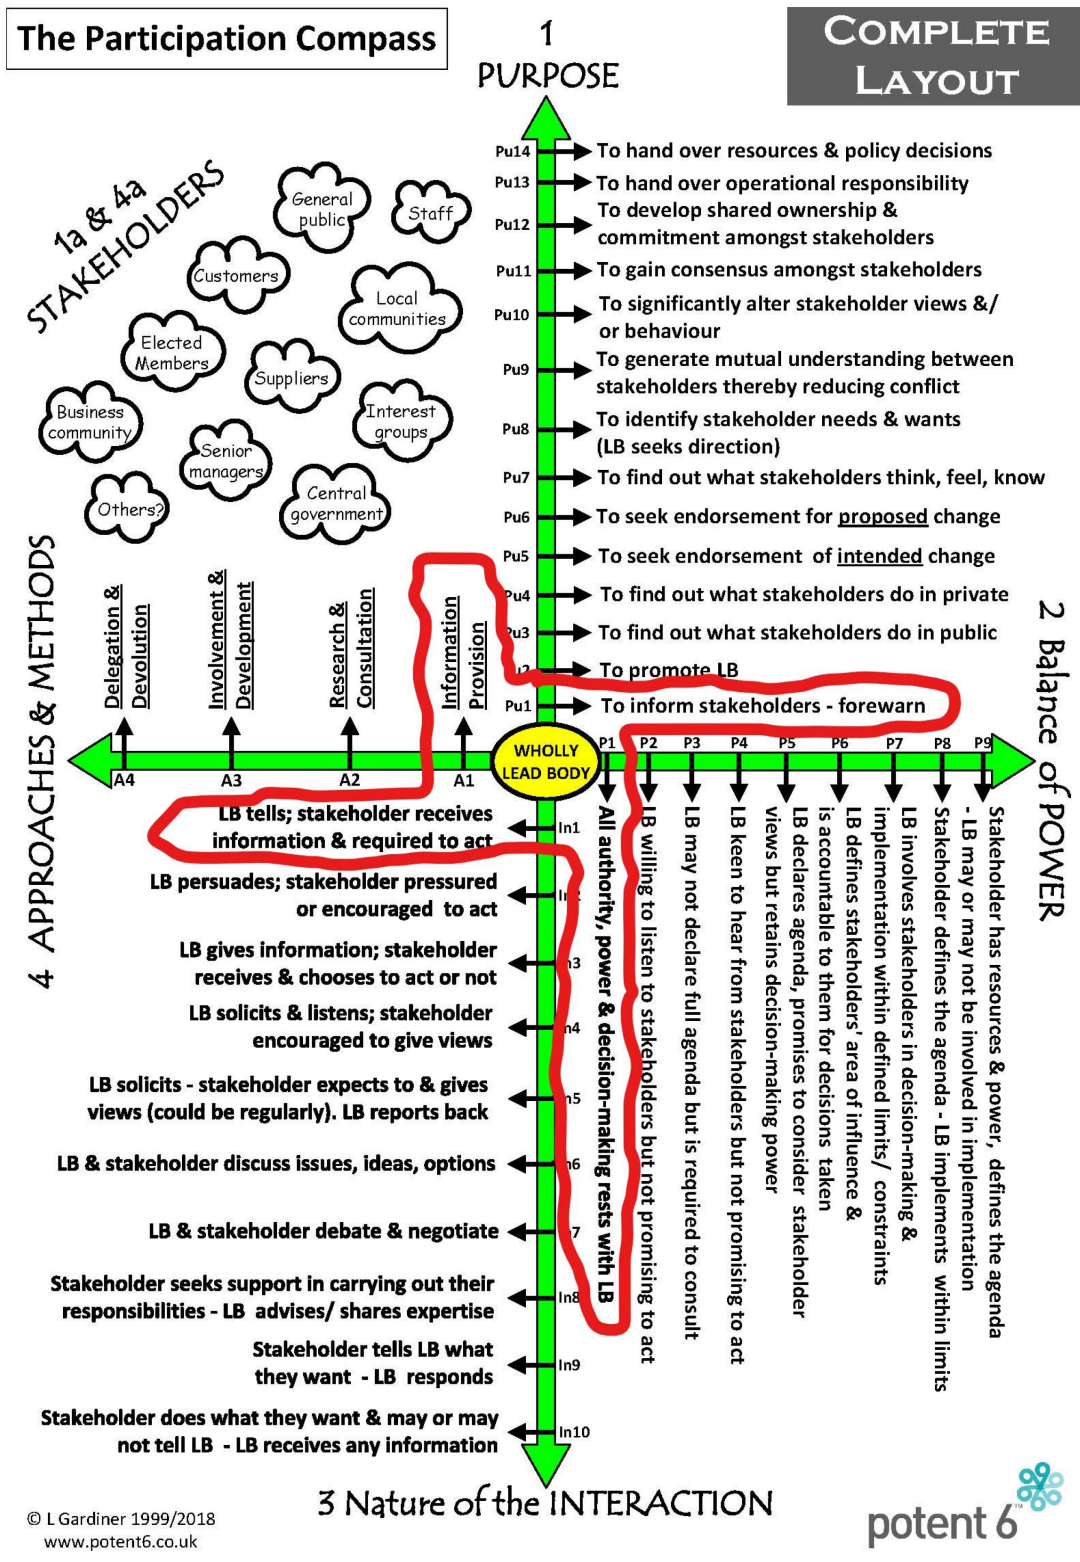 The Participation Compass
1
PURPOSE
COMPLETE
LAYOUT
1a & 4a
STAKEHOLDERS
General
public
Staff
Customers
Local
communities
Elected
Members
Suppliers
Business
community
Interest
groups
Senior
managers
Central
government
Others?
Pu14 To hand over resources & policy decisions
Pu13 To hand over operational responsibility
Pu12 To develop shared ownership &
commitment amongst stakeholders
Pu11 To gain consensus amongst stakeholders
Pu10 To significantly alter stakeholder views &/
or behaviour
Pu9 To generate mutual understanding between
stakeholders thereby reducing conflict
Pu8 To identify stakeholder needs & wants
(LB seeks direction)
Pu7 To find out what stakeholders think, feel, know
Pu6 To seek endorsement for proposed change
Pu5 To seek endorsement of intended change
Pu4 To find out what stakeholders do in private
Pu3 To find out what stakeholders do in public
Pu2 To promote LB
Pu1 To inform stakeholders - forewarn
4 APPROACHES & METHODS
Delegation &
Devolution
Involvement &
Development
Research &
Consultation
Information
Provision
A4
A3
A2
A1
WHOLLY
LEAD BODY
2 Balance of POWER
P1
P2
P3
P4
P5
P6
P7
P8
P9
All authority, power & decision-making rests with LB
LB willing to listen to stakeholders but not promising to act
LB may not declare full agenda but is required to consult
LB keen to hear from stakeholders but not promising to act
LB declares agenda, promises to consider stakeholder
views but retains decision-making power
LB defines stakeholders' area of influence &
is accountable to them for decisions taken
LB involves stakeholders in decision-making &
implementation within defined limits/ constraints
Stakeholder defines the agenda - LB implements within limits
Stakeholder has resources & power, defines the agenda
- LB may or may not be involved in implementation
LB tells; stakeholder receives
information & required to act
In1
LB persuades; stakeholder pressured
or encouraged to act
In2
LB gives information; stakeholder
receives & chooses to act or not
In3
LB solicits & listens; stakeholder
encouraged to give views
In4
LB solicits - stakeholder expects to & gives
views (could be regularly). LB reports back
In5
LB & stakeholder discuss issues, ideas, options
In6
LB & stakeholder debate & negotiate
In7
Stakeholder seeks support in carrying out their
responsibilities - LB advises/ shares expertise
In8
Stakeholder tells LB what
they want - LB responds
In9
Stakeholder does what they want & may or may
not tell LB - LB receives any information
In10
3 Nature of the INTERACTION
© L Gardiner 1999/2018
www.potent6.co.uk
potent 6™